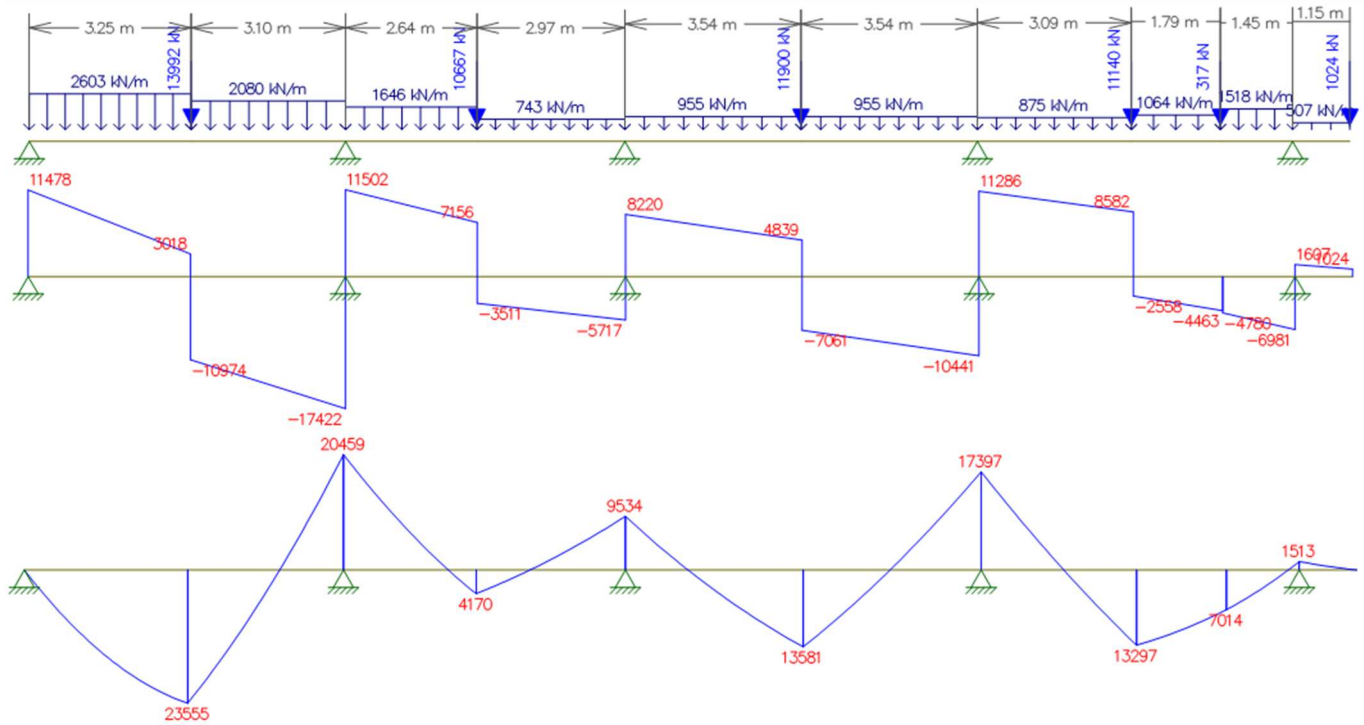 3.25 m 3.10 m 2.64 m 2.97 m 3.54 m 3.54 m 3.09 m 1.79 m 1.45 m 1.15 m
13992 kN 10667 kN 11900 kN 11140 kN 317 kN 1024 kN
2603 kN/m 2080 kN/m 1646 kN/m 743 kN/m 955 kN/m 955 kN/m 875 kN/m 1064 kN/m 1518 kN/m 507 kN/m
11478 11502 11286
3018 7156 8220 4839 8582 1607 1024
-3511 -5717 -2558 -4463 -4780
-10974 -7061 -10441 -6981
-17422
20459 17397
9534
1513
4170 7014
13581 13297
23555